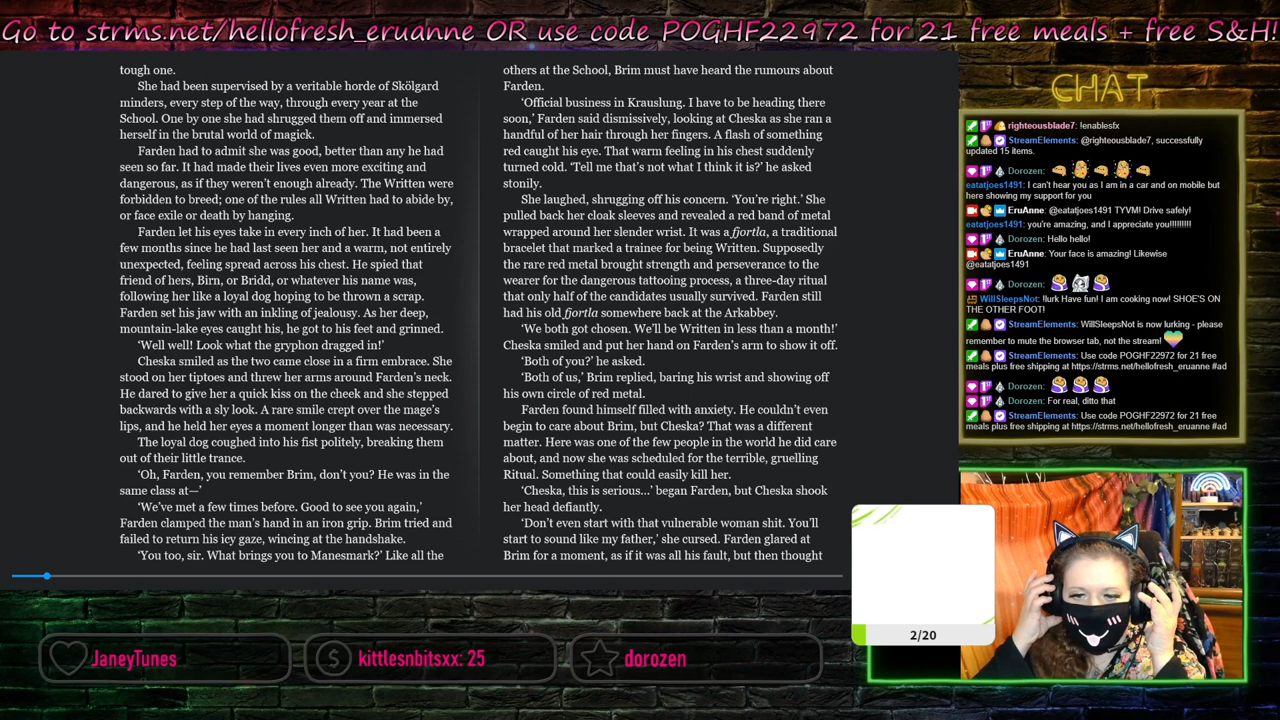 Go to strms.net/hellofresh_eruanne OR use code POGHF22972 for 21 free meals + free S&H!
tough one.
She had been supervised by a veritable horde of Skölgard
minders, every step of the way, through every year at the
School. One by one she had shrugged them off and immersed
herself in the brutal world of magick.
Farden had to admit she was going further than any he had
seen so far. It had made their lives even more exciting and
dangerous, as if they weren't enough already. The Written were
forbidden to breed; one of the rules all Written had to abide by,
or face exile or death by hanging.
Farden let his eyes take in every inch of her. It had been a
few months since he had last seen her and a warm, not entirely
unexpected, feeling spread across his chest. He spied that
friend of hers, Birn, or Bridd, or whatever his name was,
following her like a loyal dog hoping to be thrown a scrap.
Farden set his jaw with an inkling of jealousy. As her deep,
mountain-lake eyes caught his, he got to his feet and grinned.
‘Well well! Look what the gryphon dragged in!’
Cheska smiled as the two came close in a firm embrace. She
stood on her tiptoes and threw her arms around Farden's neck.
He dared to give her a quick kiss on the cheek and she stepped
backwards with a sly look. A rare smile crept over the mage's
lips, and he held her eyes a moment longer than was necessary.
The loyal dog coughed into his fist politely, breaking them
out of their little trance.
‘Oh, Farden, you remember Brim, don't you? He was in the
same class at—’
‘We've met a few times before. Good to see you again,’
Farden clamped the man's hand in an iron grip. Brim tried and
failed to return his icy gaze, wincing at the handshake.
‘You too, sir. What brings you to Manesmark?’ Like all the
others at the School, Brim must have heard the rumours about
Farden.
‘Official business in Krauslung. I have to be heading there
soon,’ Farden said dismissively, looking at Cheska as she ran a
handful of her hair through her fingers. A flash of something
red caught his eye. That warm feeling in his chest suddenly
turned cold. ‘Tell me that's not what I think it is?’ he asked
stonily.
She laughed, shrugging off his concern. ‘You're right.’ She
pulled back her cloak sleeves and revealed a red band of metal
wrapped around her slender wrist. It was a fjortla, a traditional
bracelet that marked a trainee for being Written. Supposedly
the rare red metal brought strength and perseverance to the
wearer for the dangerous tattooing process, a three-day ritual
that only half of the candidates usually survived. Farden still
had his old fjortla somewhere back at the Arkabbey.
‘We both got chosen. We'll be Written in less than a month!’
Cheska smiled and put her hand on Farden's arm to show it off.
‘Both of you?’ he asked.
‘Both of us,’ Brim replied, baring his wrist and showing off
his own circle of red metal.
Farden found himself filled with anxiety. He couldn't even
begin to care about Brim, but Cheska? That was a different
matter. Here was one of the few people in the world he did care
about, and now she was scheduled for the terrible, gruelling
Ritual. Something that could easily kill her.
‘Cheska, this is serious...’ began Farden, but Cheska shook
her head defiantly.
‘Don't even start with that vulnerable woman shit. You'll
start to sound like my father,’ she cursed. Farden glared at
Brim for a moment, as if it was all his fault, but then thought
CHAT
righteousblade7: !enablesfx
StreamElements: @righteousblade7, successfully
updated 15 items.
Dorozen:
eatatjoes1491: I can't hear you as I am in a car and on mobile but
here showing my support for you
EruAnne: @eatatjoes1491 TYVM! Drive safely!
eatatjoes1491: you're amazing, and I appreciate you!!!!!!!!!
Dorozen: Hello hello!
EruAnne: Your face is amazing! Likewise
@eatatjoes1491
Dorozen:
WillSleepsNot: !lurk Have fun! I am cooking now! SHOE'S ON
THE OTHER FOOT!
StreamElements: WillSleepsNot is now lurking - please
remember to mute the browser tab, not the stream!
StreamElements: Use code POGHF22972 for 21 free
meals plus free shipping at https://strms.net/hellofresh_eruanne #ad
Dorozen:
Dorozen: For real, ditto that
StreamElements: Use code POGHF22972 for 21 free
meals plus free shipping at https://strms.net/hellofresh_eruanne #ad
2/20
JaneyTunes
kittlesnbitsxx: 25
dorozen